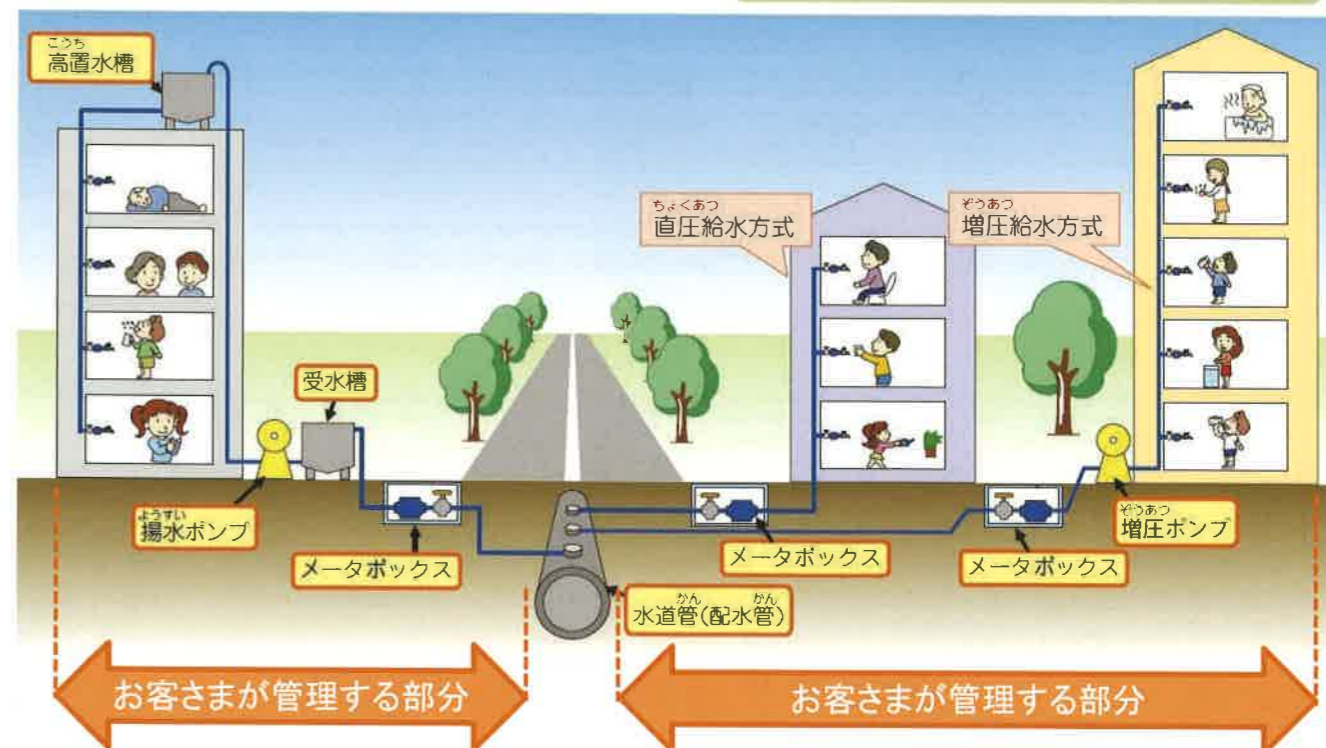 こうち
高置水槽
ちょくあつ
直圧給水方式
ぞうあつ
増圧給水方式
受水槽
ようすい
揚水ポンプ
メータボックス
メータボックス
メータボックス
ぞうあつ
増圧ポンプ
かん かん
水道管(配水管)
お客さまが管理する部分
お客さまが管理する部分